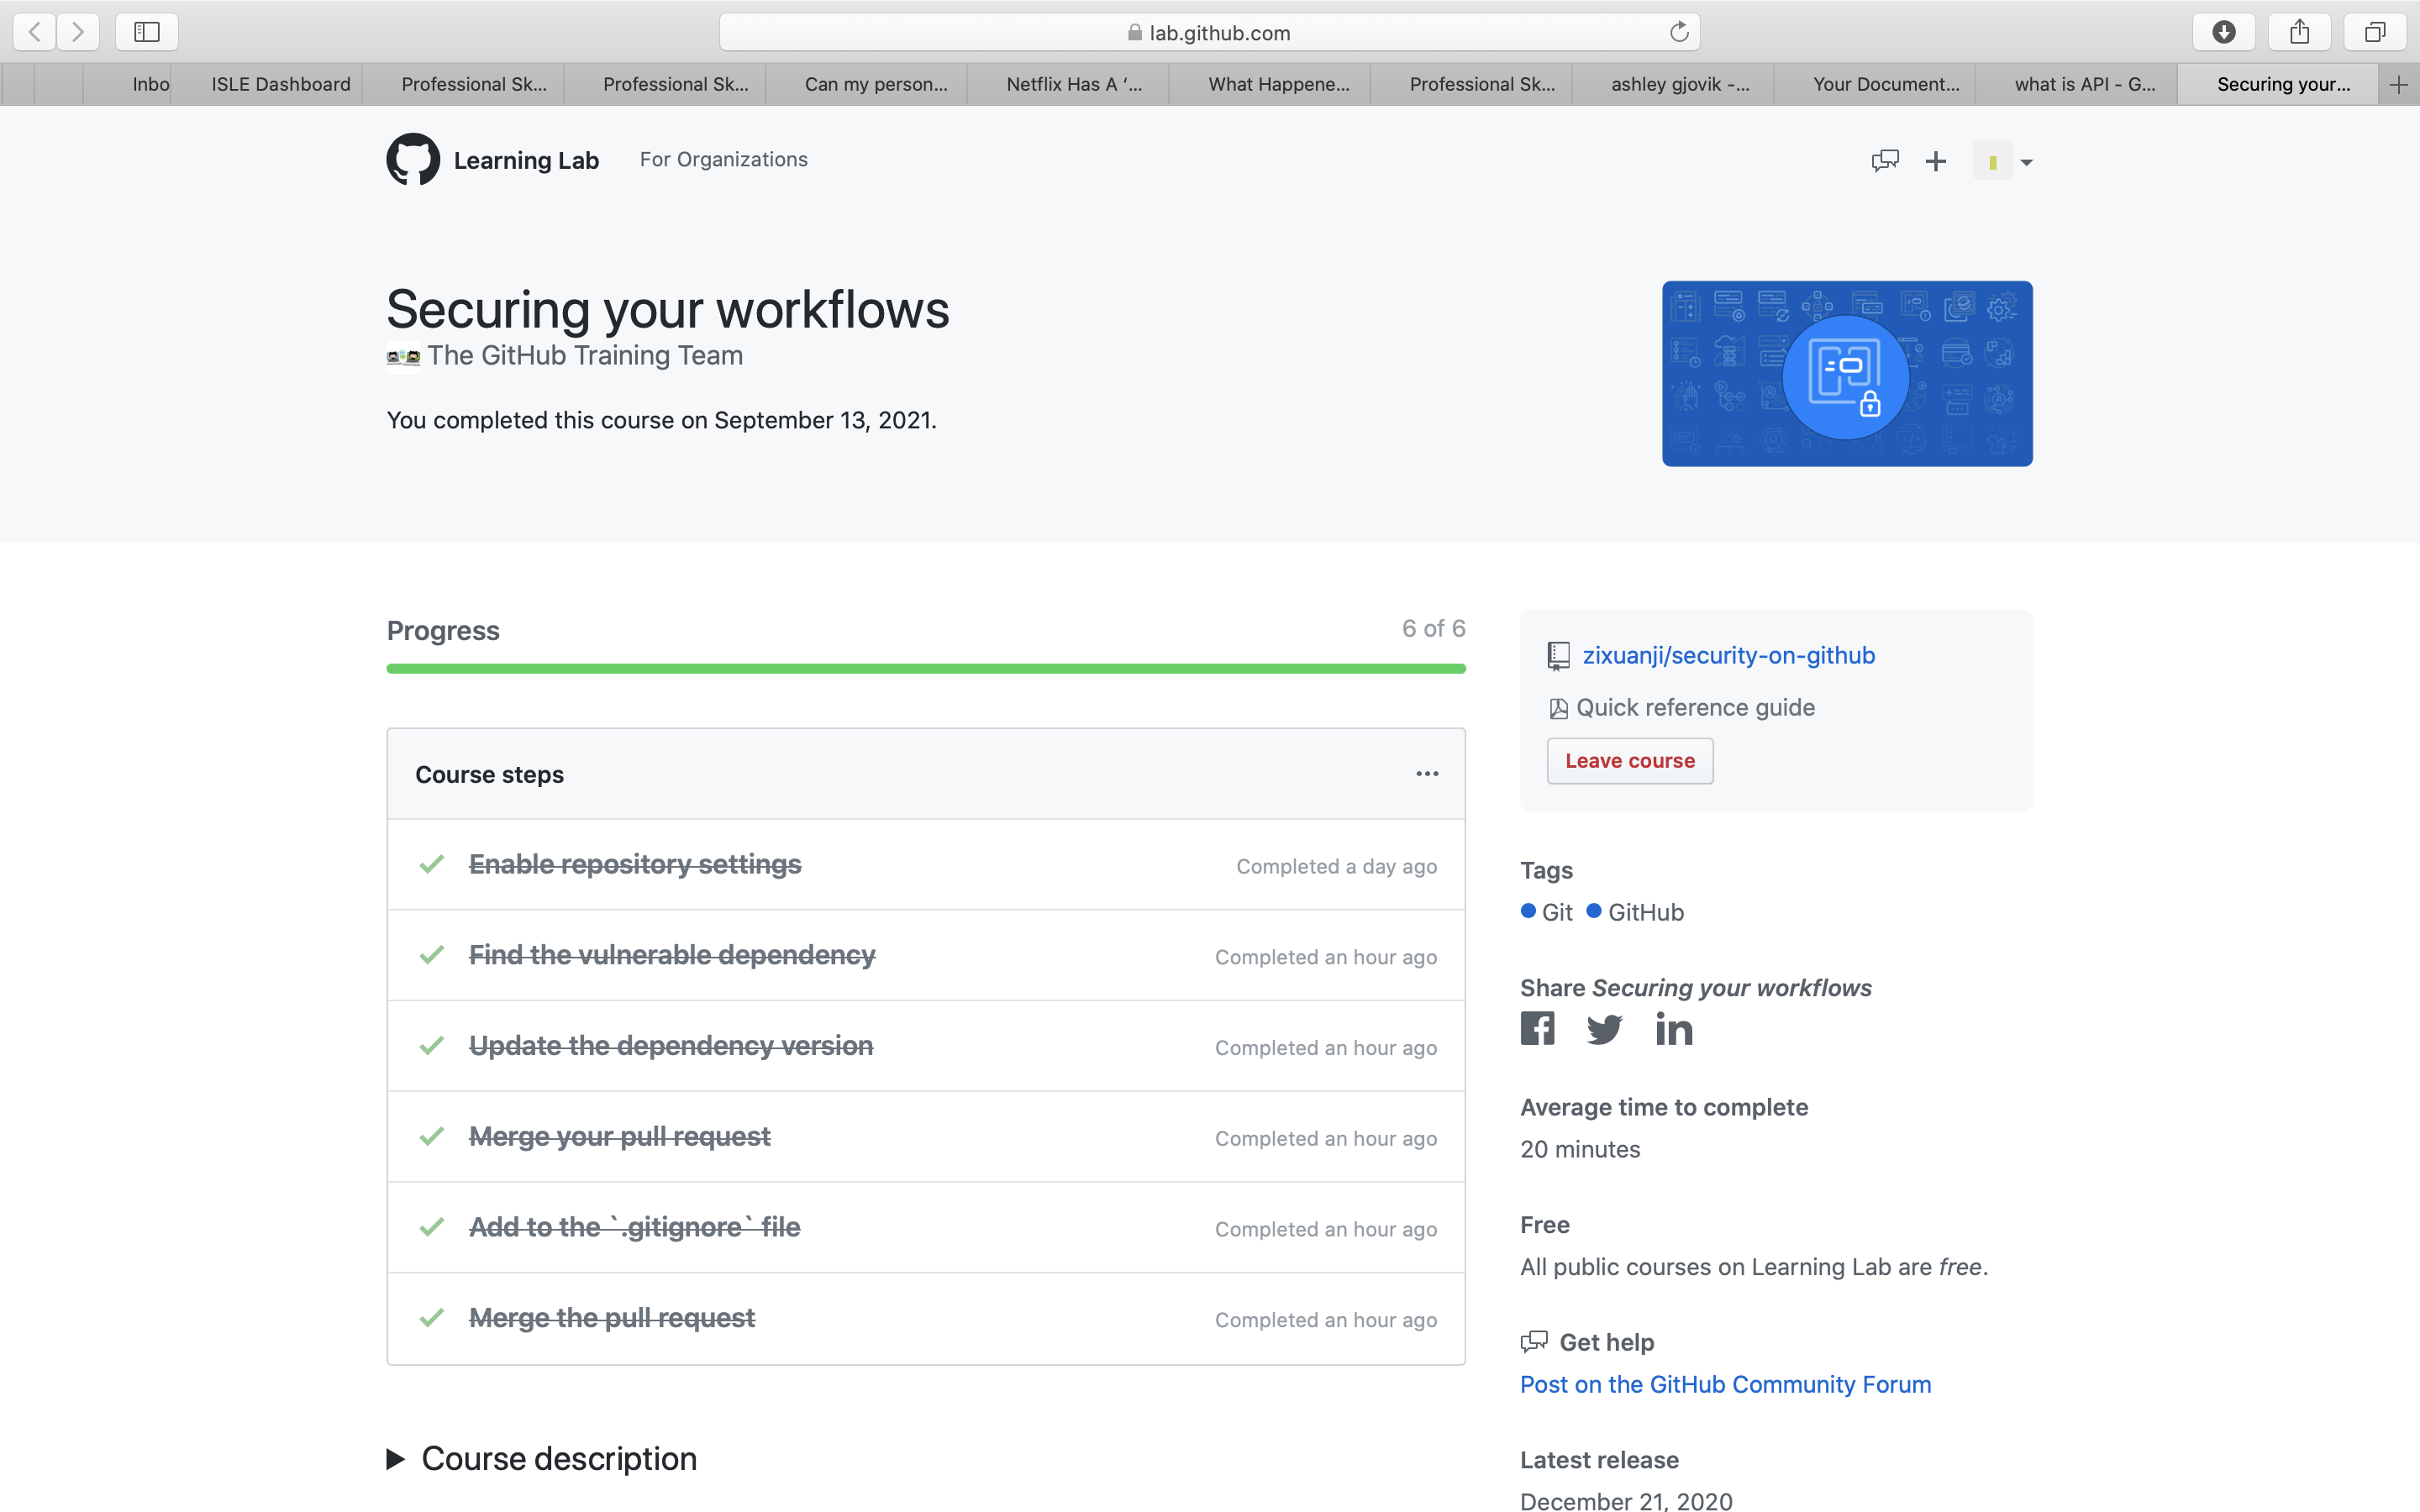 lab.github.com
Inbo
ISLE Dashboard
Professional Sk...
Professional Sk...
Can my person...
Netflix Has A ‘...
What Happene...
Professional Sk...
ashley gjovik -...
Your Document...
what is API - G...
Securing your...
Learning Lab
For Organizations
Securing your workflows
The GitHub Training Team
You completed this course on September 13, 2021.
Progress
6 of 6
Course steps
Enable repository settings
Completed a day ago
Find the vulnerable dependency
Completed an hour ago
Update the dependency version
Completed an hour ago
Merge your pull request
Completed an hour ago
Add to the `.gitignore` file
Completed an hour ago
Merge the pull request
Completed an hour ago
Course description
zixuanji/security-on-github
Quick reference guide
Leave course
Tags
Git
GitHub
Share Securing your workflows
Average time to complete
20 minutes
Free
All public courses on Learning Lab are free.
Get help
Post on the GitHub Community Forum
Latest release
December 21, 2020